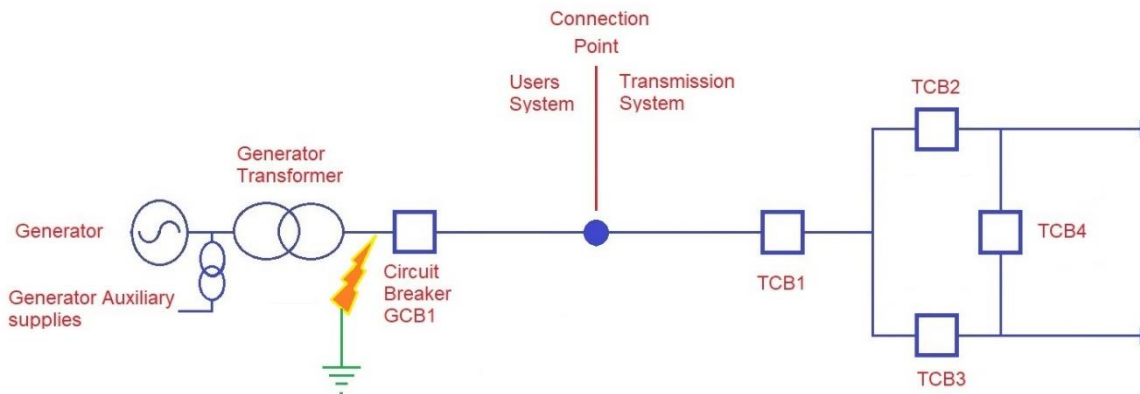 Connection
Point
Users
System
Transmission
System
TCB2
Generator
Transformer
Generator
TCB4
Generator Auxiliary
supplies
Circuit
Breaker
GCB1
TCB1
TCB3